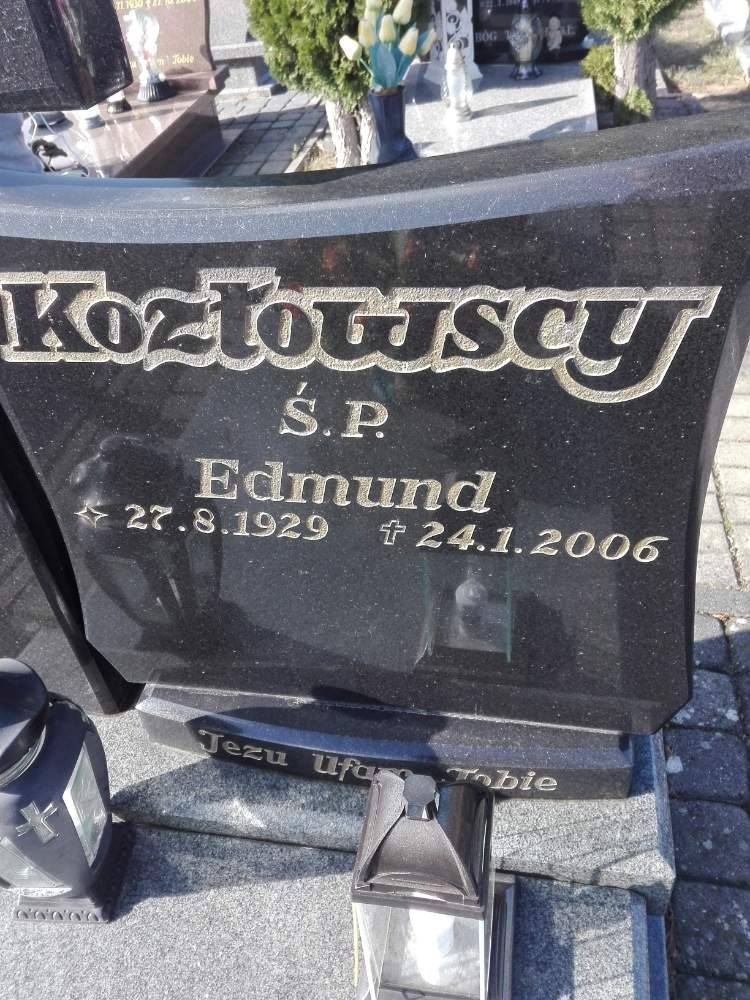 Kozłowscy
Ś.P.
Edmund
27.8.1929 24.1.2006
Jezu Ufam Tobie